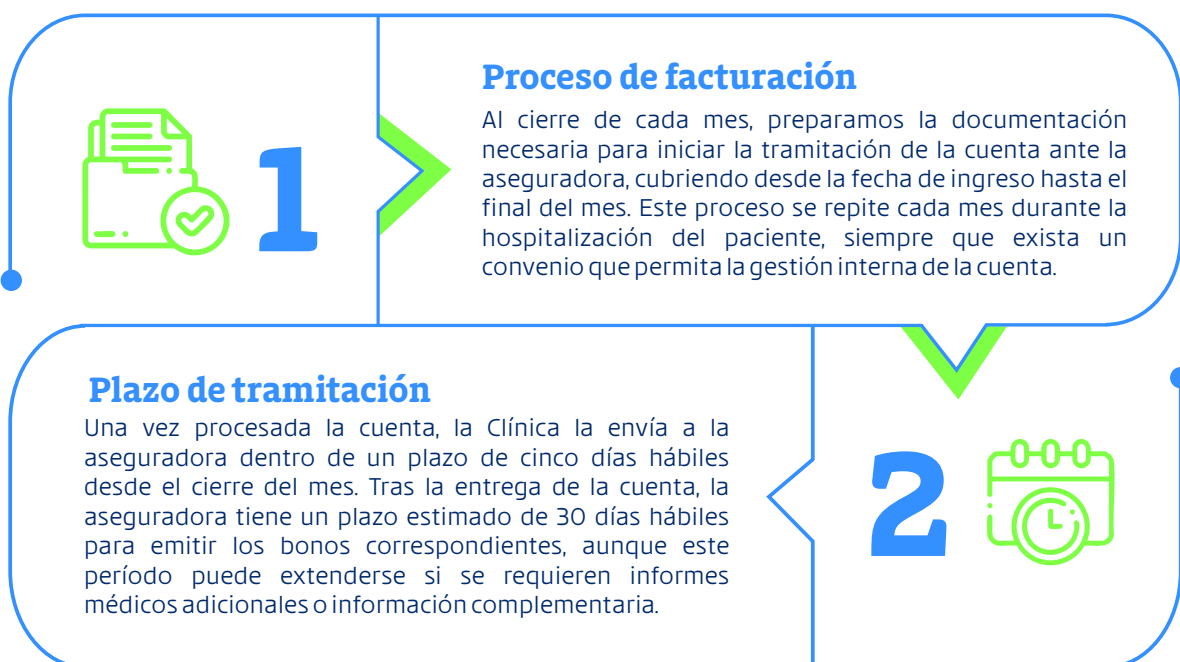 1
Proceso de facturación
Al cierre de cada mes, preparamos la documentación
necesaria para iniciar la tramitación de la cuenta ante la
aseguradora, cubriendo desde la fecha de ingreso hasta el
final del mes. Este proceso se repite cada mes durante la
hospitalización del paciente, siempre que exista un
convenio que permita la gestión interna de la cuenta.
Plazo de tramitación
Una vez procesada la cuenta, la Clínica la envía a la
aseguradora dentro de un plazo de cinco días hábiles
desde el cierre del mes. Tras la entrega de la cuenta, la
aseguradora tiene un plazo estimado de 30 días hábiles
para emitir los bonos correspondientes, aunque este
período puede extenderse si se requieren informes
médicos adicionales o información complementaria.
2